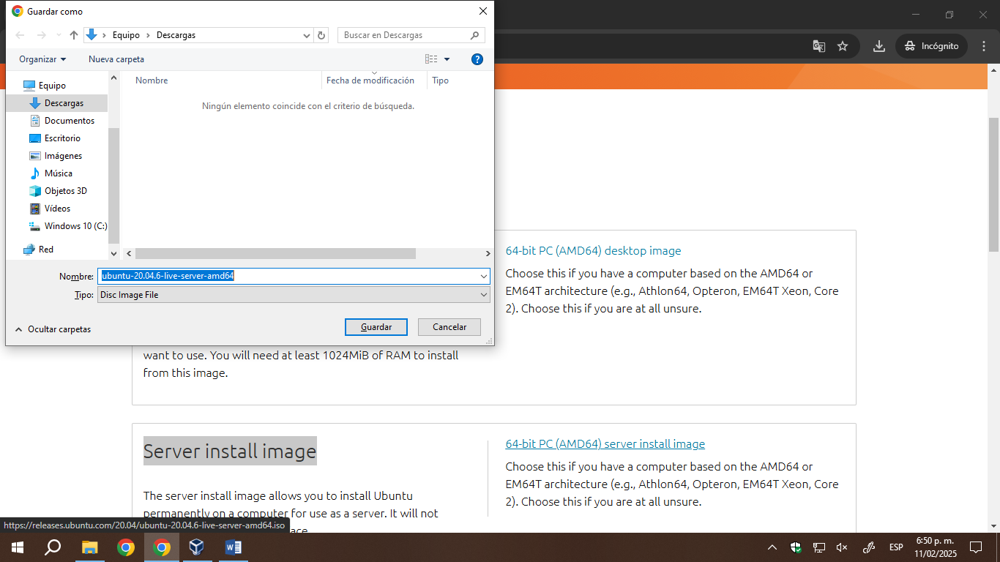 Guardar como
Equipo
Descargas
Buscar en Descargas
Organizar
Nueva carpeta
Equipo
Descargas
Documentos
Escritorio
Imágenes
Música
Objetos 3D
Vídeos
Windows 10 (C:)
Red
Nombre
Fecha de modificación
Tipo
Ningún elemento coincide con el criterio de búsqueda.
Nombre:
ubuntu-20.04.6-live-server-amd64
Tipo:
Disc Image File
Ocultar carpetas
Guardar
Cancelar
Incógnito
64-bit PC (AMD64) desktop image
Choose this if you have a computer based on the AMD64 or
EM64T architecture (e.g., Athlon64, Opteron, EM64T Xeon, Core
2). Choose this if you are at all unsure.
want to use. You will need at least 1024MiB of RAM to install
from this image.
Server install image
The server install image allows you to install Ubuntu
permanently on a computer for use as a server. It will not
64-bit PC (AMD64) server install image
Choose this if you have a computer based on the AMD64 or
EM64T architecture (e.g., Athlon64, Opteron, EM64T Xeon, Core
2). Choose this if you are at all unsure.
https://releases.ubuntu.com/20.04/ubuntu-20.04.6-live-server-amd64.iso
ESP
6:50 p. m.
11/02/2025